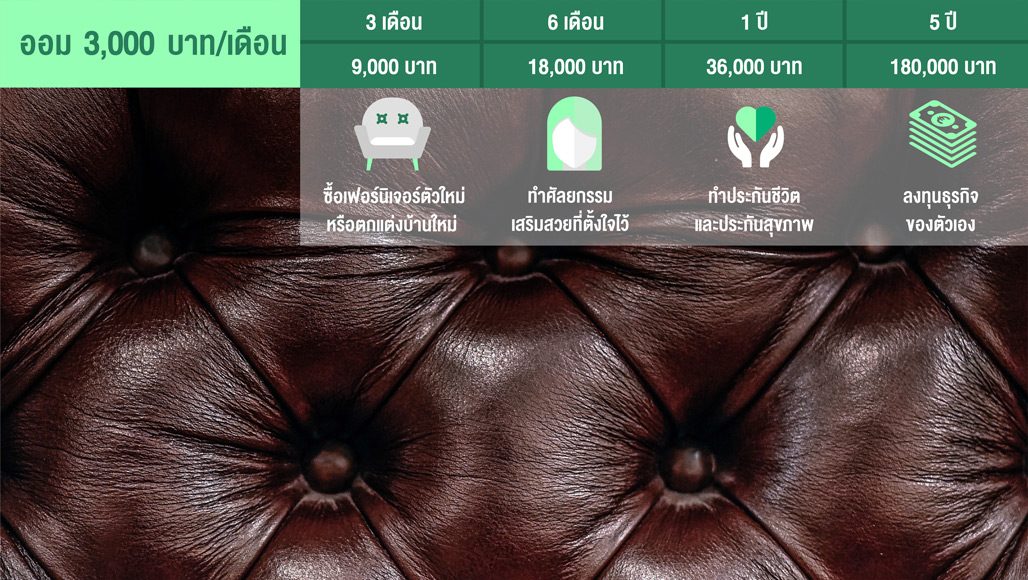 ออม 3,000 บาท/เดือน
3 เดือน
6 เดือน
1 ปี
5 ปี
9,000 บาท
18,000 บาท
36,000 บาท
180,000 บาท
ซื้อเฟอร์นิเจอร์ตัวใหม่
หรือตกแต่งบ้านใหม่
ทำศัลยกรรม
เสริมสวยที่ตั้งใจไว้
ทำประกันชีวิต
และประกันสุขภาพ
ลงทุนธุรกิจ
ของตัวเอง